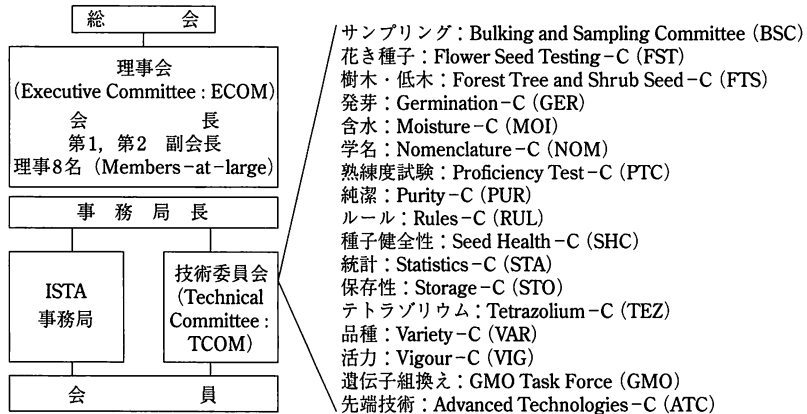 総会
理事会
(Executive Committee : ECOM)
会長
第1，第2 副会長
理事8名 (Members-at-large)
事務局長
ISTA
事務局
技術委員会
(Technical
Committee :
TCOM)
会員
サンプリング：Bulking and Sampling Committee (BSC)
花き種子：Flower Seed Testing-C (FST)
樹木・低木：Forest Tree and Shrub Seed-C (FTS)
発芽：Germination-C (GER)
含水：Moisture-C (MOI)
学名：Nomenclature-C (NOM)
熟練度試験：Proficiency Test-C (PTC)
純潔：Purity-C (PUR)
ルール：Rules-C (RUL)
種子健全性：Seed Health-C (SHC)
統計：Statistics-C (STA)
保存性：Storage-C (STO)
テトラゾリウム：Tetrazolium-C (TEZ)
品種：Variety-C (VAR)
活力：Vigour-C (VIG)
遺伝子組換え：GMO Task Force (GMO)
先端技術：Advanced Technologies-C (ATC)